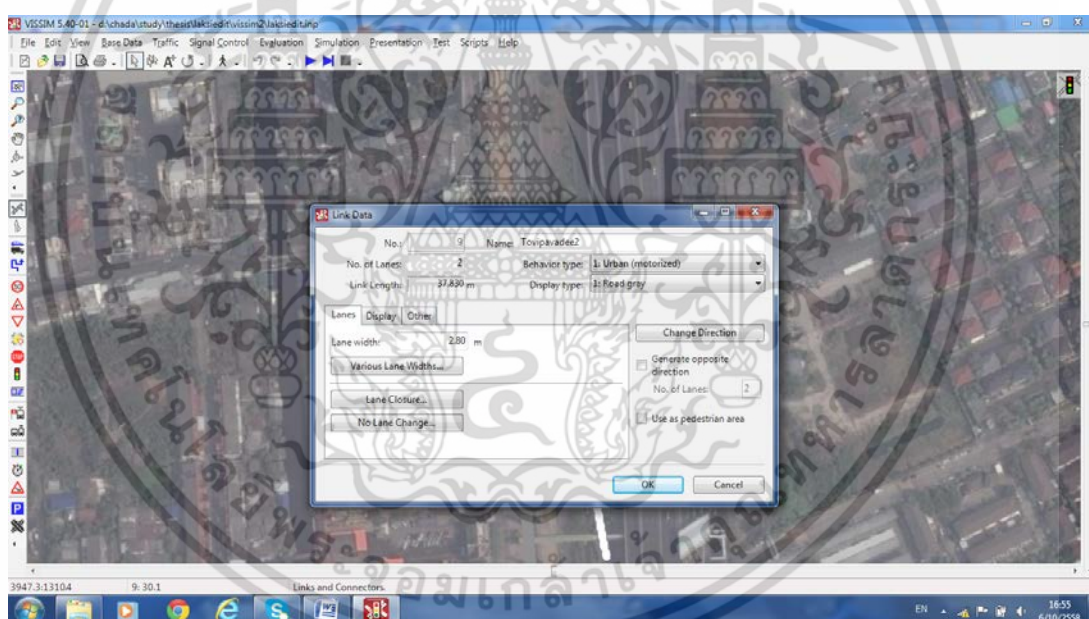 VISSIM 5.40-01 - d:\chada\study\thesis\laksiedit\vissim2\laksiedit.inp
File Edit View Base Data Traffic Signal Control Evaluation Simulation Presentation Test Scripts Help
Link Data
No.: 9 Name: Tovipavadee2
No. of Lanes: 2 Behavior type: 1: Urban (motorized)
Link Length: 37.830 m Display type: 1: Road gray
Lanes Display Other
Lane width: 2.80 m
Various Lane Widths...
Lane Closure...
No Lane Change...
Change Direction
Generate opposite
direction
No. of Lanes: 2
Use as pedestrian area
OK Cancel
3947.3:1310.4 9: 30.1 Links and Connectors.
EN 16:55
6/10/2558